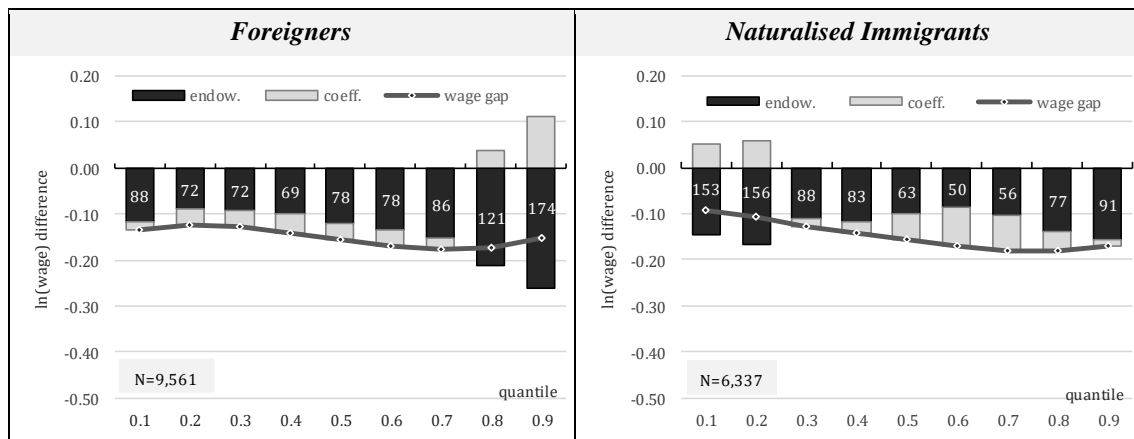 Foreigners
0.20
endow. coeff. wage gap
0.10
0.00
88 72 72 69 78 78 86 121 174
-0.10
-0.20
-0.30
-0.40
-0.50
ln(wage) difference
N=9,561
quantile
0.1 0.2 0.3 0.4 0.5 0.6 0.7 0.8 0.9
Naturalised Immigrants
0.20
endow. coeff. wage gap
0.10
0.00
153 156 88 83 63 50 56 77 91
-0.10
-0.20
-0.30
-0.40
-0.50
ln(wage) difference
N=6,337
quantile
0.1 0.2 0.3 0.4 0.5 0.6 0.7 0.8 0.9